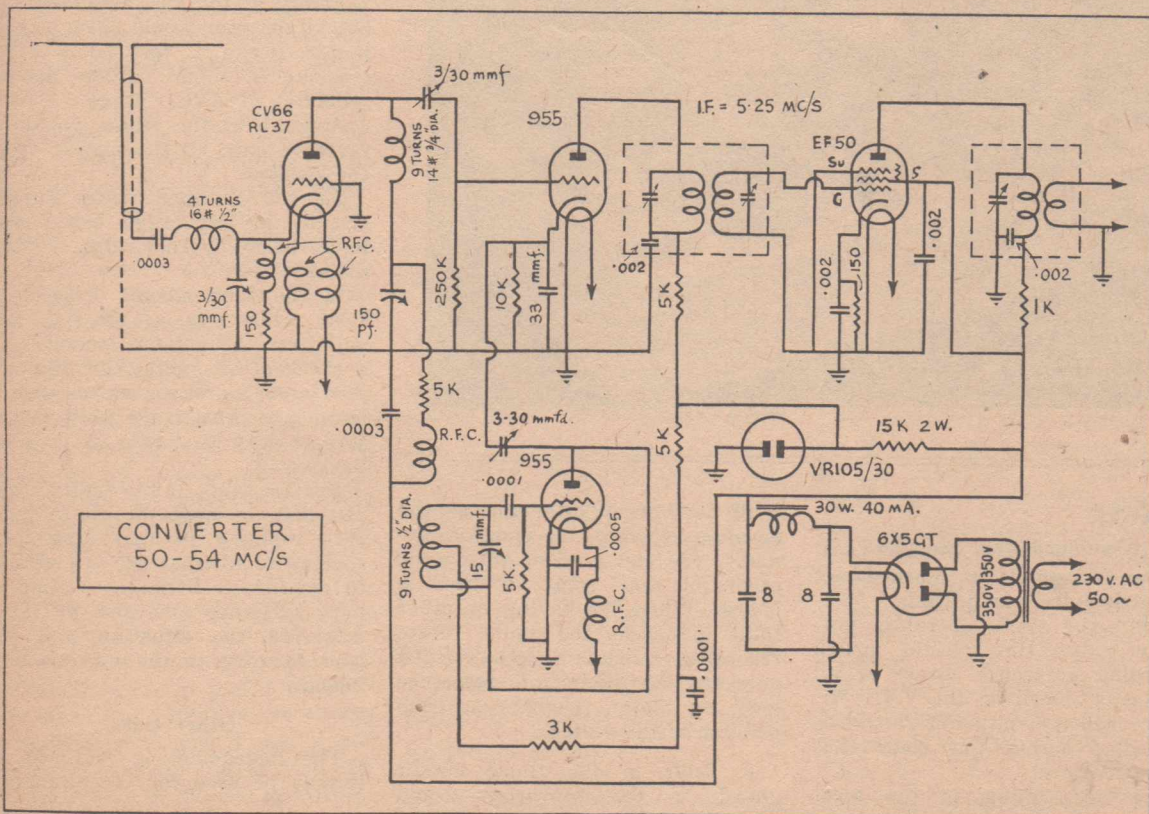 3/30 mmf
CV66
RL37
9 TURNS
14# 3/4" DIA.
955
I.F. = 5·25 MC/S
EF50
Su
S
G
4 TURNS
16# 1/2"
R.F.C.
.0003
3/30
mmf.
150
150
Pf.
250K
10K
33
mmf.
.002
5K
.002
150
.002
.002
1K
5K
.0003
R.F.C.
3-30 mmfd.
955
.0001
5K
15K 2W.
VR105/30
9 TURNS 1/2" DIA.
15
mmf
5K.
.0005
R.F.C.
30W. 40 MA.
6X5GT
350V
350V
230 V. AC
50 ~
8
8
.0001
3K
CONVERTER
50-54 MC/S